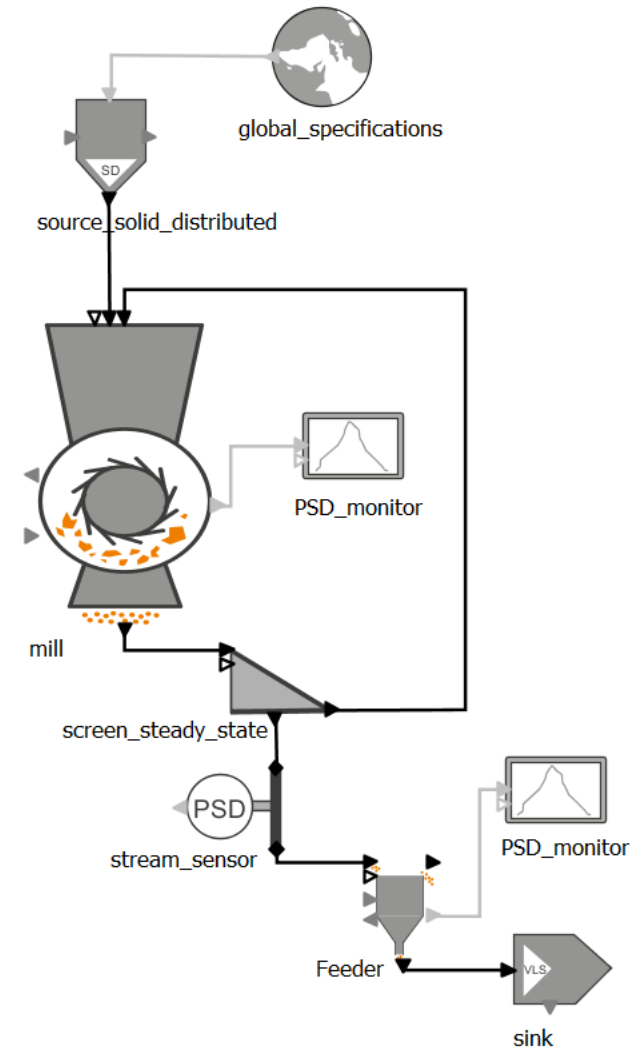 global_specifications
SD
source_solid_distributed
PSD_monitor
mill
screen_steady_state
PSD
stream_sensor
PSD_monitor
Feeder
VLS
sink